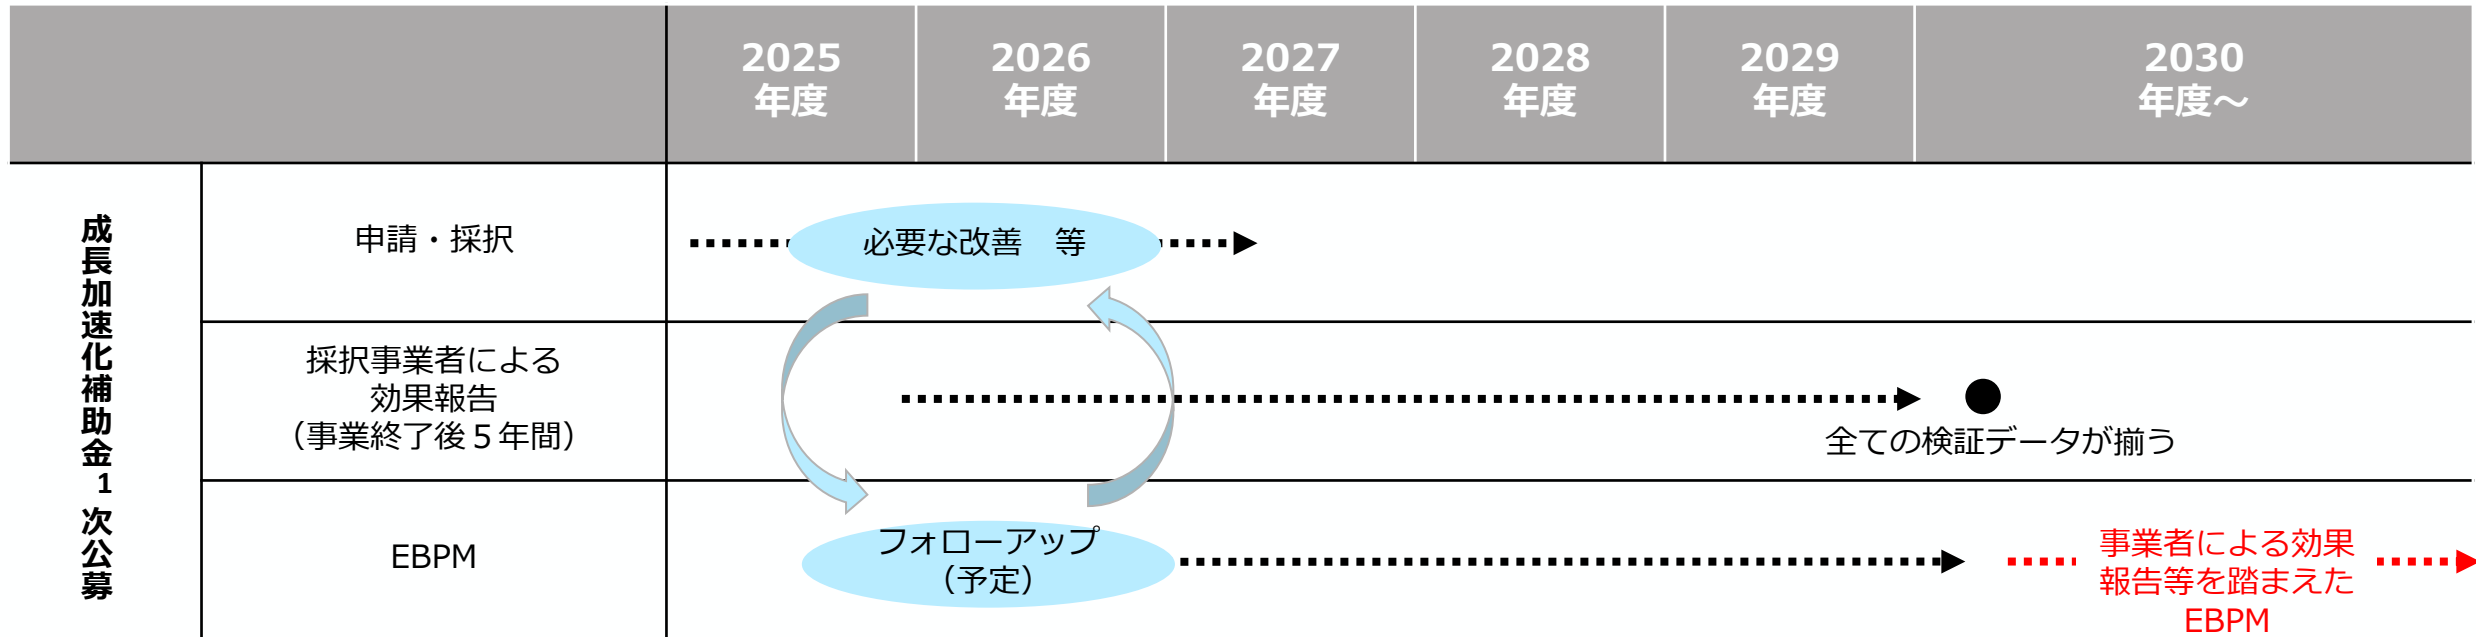 2025
年度
2026
年度
2027
年度
2028
年度
2029
年度
2030
年度～
成長加速化補助金1次公募
申請・採択
必要な改善　等
採択事業者による
効果報告
（事業終了後５年間）
全ての検証データが揃う
EBPM
フォローアップ
（予定）
事業者による効果
報告等を踏まえた
EBPM